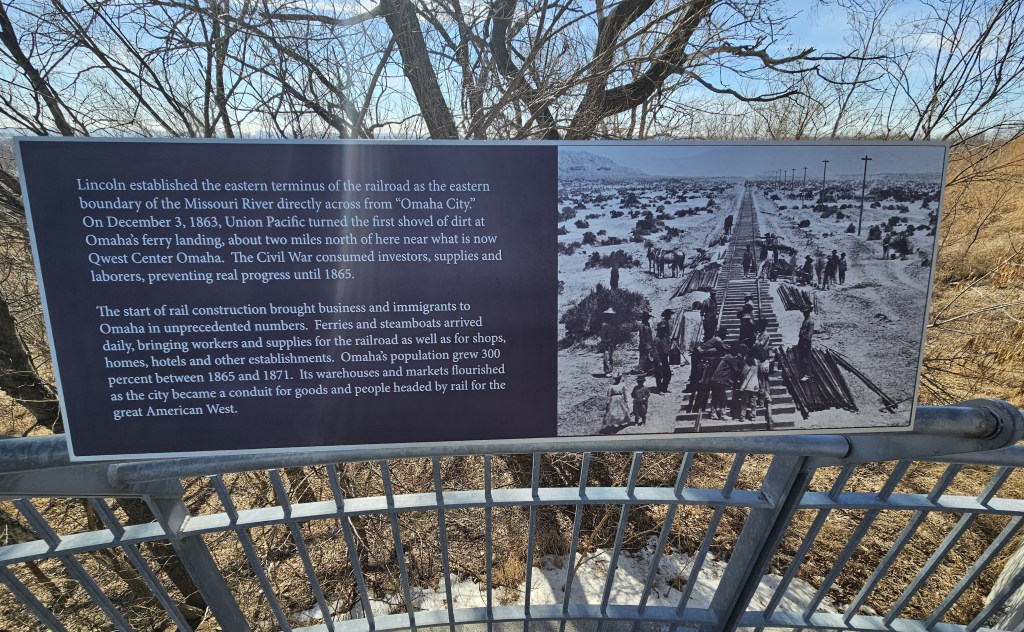 Lincoln established the eastern terminus of the railroad as the eastern
boundary of the Missouri River directly across from “Omaha City.”
On December 3, 1863, Union Pacific turned the first shovel of dirt at
Omaha’s ferry landing, about two miles north of here near what is now
Qwest Center Omaha.  The Civil War consumed investors, supplies and
laborers, preventing real progress until 1865.
The start of rail construction brought business and immigrants to
Omaha in unprecedented numbers.  Ferries and steamboats arrived
daily, bringing workers and supplies for the railroad as well as for shops,
homes, hotels and other establishments.  Omaha’s population grew 300
percent between 1865 and 1871.  Its warehouses and markets flourished
as the city became a conduit for goods and people headed by rail for the
great American West.